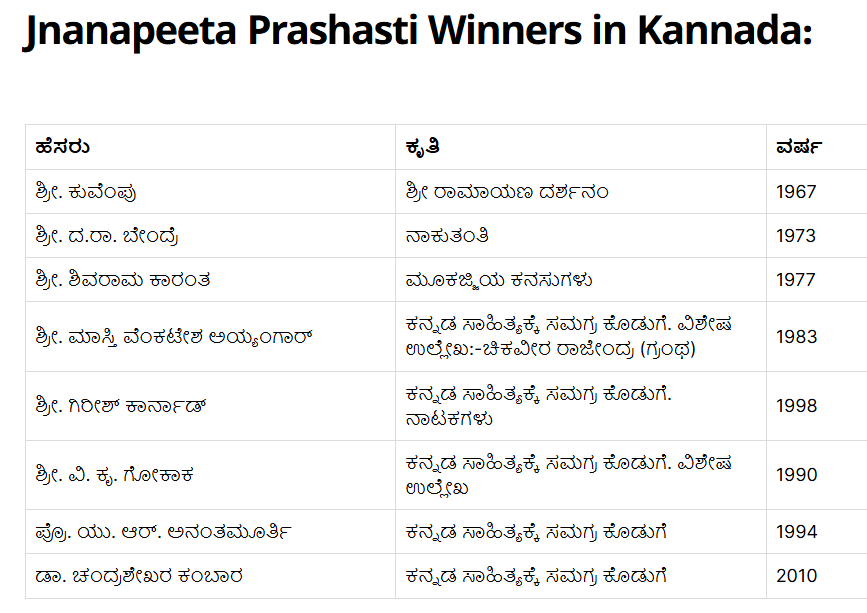 Jnanapeeta Prashasti Winners in Kannada:
ಹೆಸರು ಕೃತಿ ವರ್ಷ
ಶ್ರೀ. ಕುವೆಂಪು ಶ್ರೀ ರಾಮಾಯಣ ದರ್ಶನಂ 1967
ಶ್ರೀ. ದ.ರಾ. ಬೇಂದ್ರೆ ನಾಕುತಂತಿ 1973
ಶ್ರೀ. ಶಿವರಾಮ ಕಾರಂತ ಮೂಕಜ್ಜಿಯ ಕನಸುಗಳು 1977
ಶ್ರೀ. ಮಾಸ್ತಿ ವೆಂಕಟೇಶ ಅಯ್ಯಂಗಾರ್ ಕನ್ನಡ ಸಾಹಿತ್ಯಕ್ಕೆ ಸಮಗ್ರ ಕೊಡುಗೆ. ವಿಶೇಷ
ಉಲ್ಲೇಖ:-ಚಿಕವೀರ ರಾಜೇಂದ್ರ (ಗ್ರಂಥ) 1983
ಶ್ರೀ. ಗಿರೀಶ್ ಕಾರ್ನಾಡ್ ಕನ್ನಡ ಸಾಹಿತ್ಯಕ್ಕೆ ಸಮಗ್ರ ಕೊಡುಗೆ.
ನಾಟಕಗಳು 1998
ಶ್ರೀ. ವಿ. ಕೃ. ಗೋಕಾಕ ಕನ್ನಡ ಸಾಹಿತ್ಯಕ್ಕೆ ಸಮಗ್ರ ಕೊಡುಗೆ. ವಿಶೇಷ
ಉಲ್ಲೇಖ 1990
ಪ್ರೊ. ಯು. ಆರ್. ಅನಂತಮೂರ್ತಿ ಕನ್ನಡ ಸಾಹಿತ್ಯಕ್ಕೆ ಸಮಗ್ರ ಕೊಡುಗೆ 1994
ಡಾ. ಚಂದ್ರಶೇಖರ ಕಂಬಾರ ಕನ್ನಡ ಸಾಹಿತ್ಯಕ್ಕೆ ಸಮಗ್ರ ಕೊಡುಗೆ 2010